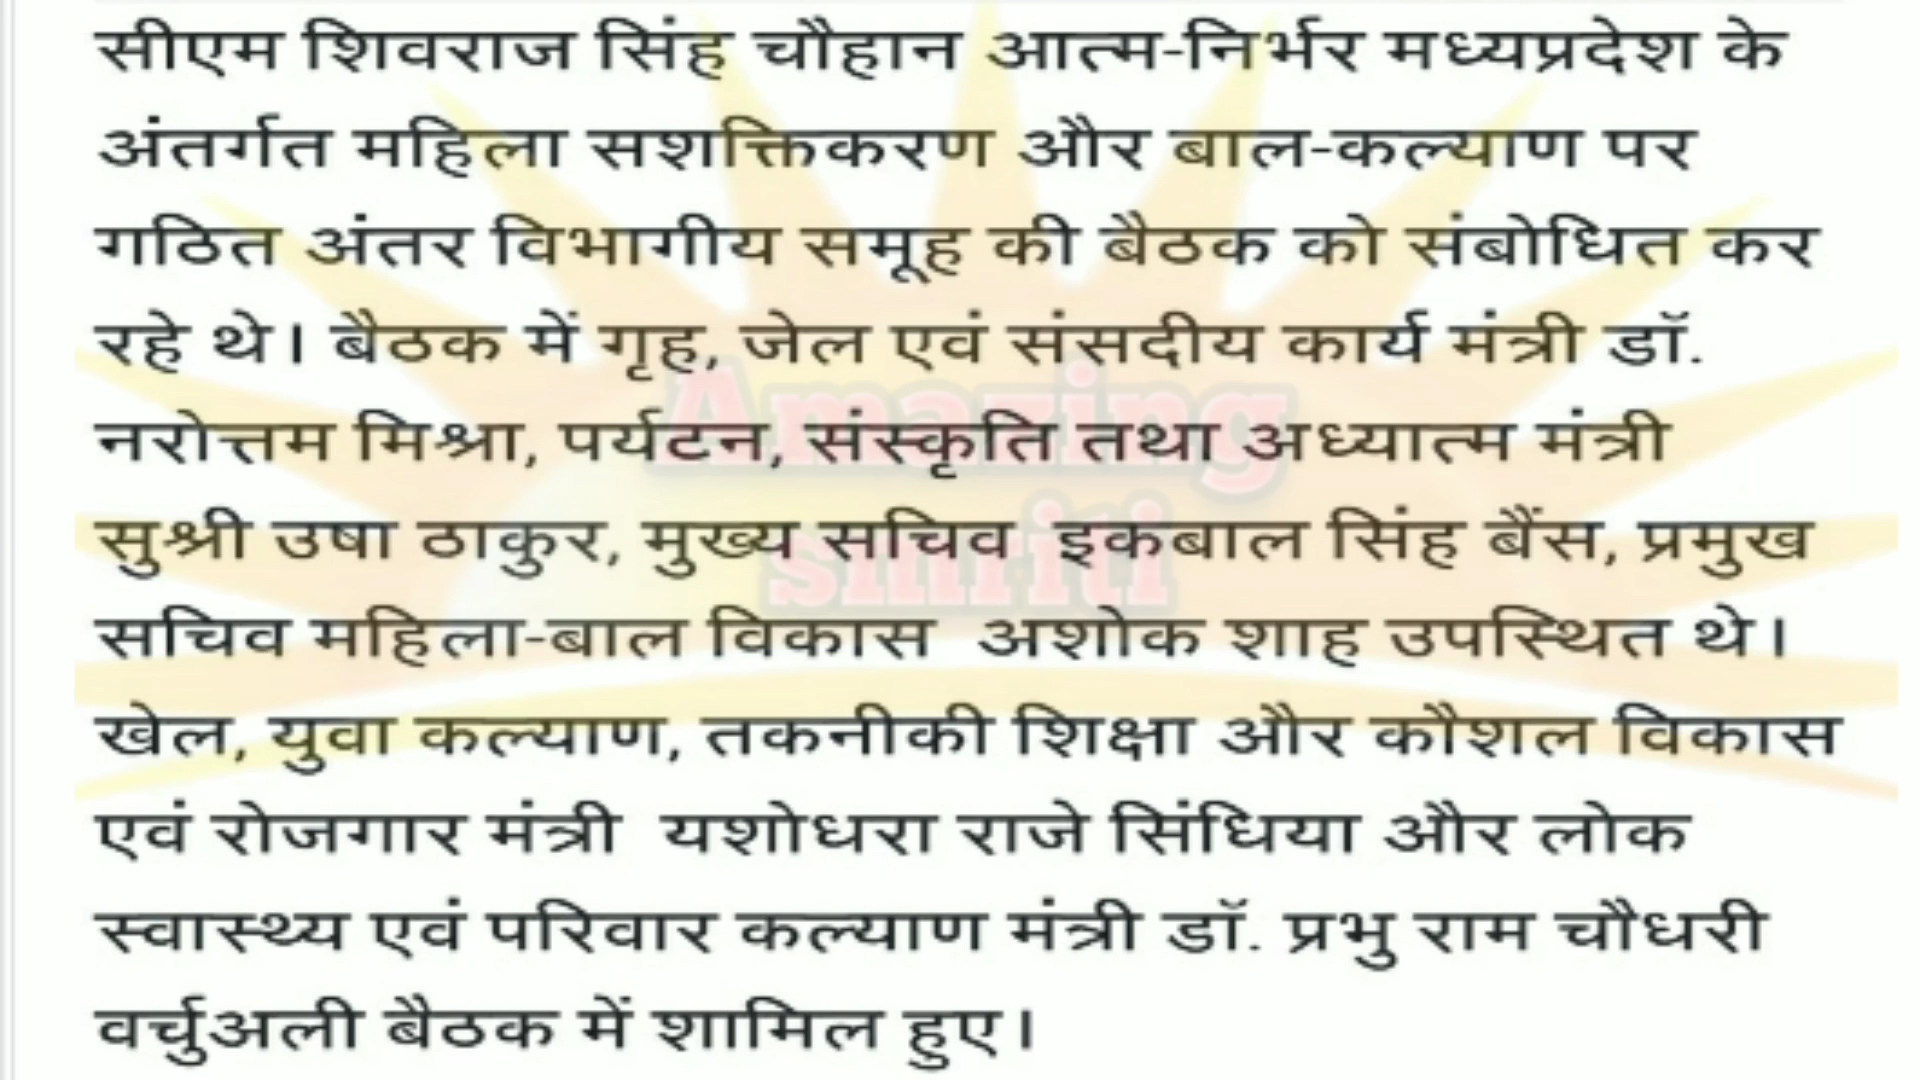 सीएम शिवराज सिंह चौहान आत्म-निर्भर मध्यप्रदेश के
अंतर्गत महिला सशक्तिकरण और बाल-कल्याण पर
गठित अंतर विभागीय समूह की बैठक को संबोधित कर
रहे थे। बैठक में गृह, जेल एवं संसदीय कार्य मंत्री डॉ.
नरोत्तम मिश्रा, पर्यटन, संस्कृति तथा अध्यात्म मंत्री
सुश्री उषा ठाकुर, मुख्य सचिव इकबाल सिंह बैंस, प्रमुख
सचिव महिला-बाल विकास अशोक शाह उपस्थित थे।
खेल, युवा कल्याण, तकनीकी शिक्षा और कौशल विकास
एवं रोजगार मंत्री यशोधरा राजे सिंधिया और लोक
स्वास्थ्य एवं परिवार कल्याण मंत्री डॉ. प्रभु राम चौधरी
वर्चुअली बैठक में शामिल हुए।
Amazing
smriti